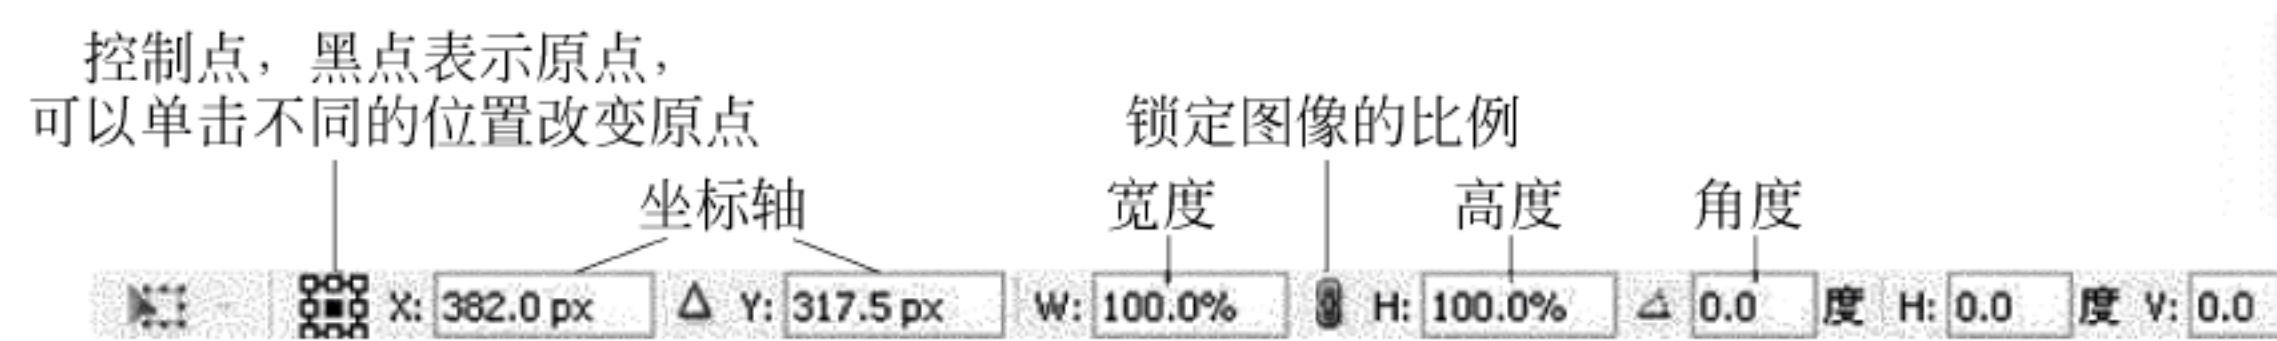 控制点，黑点表示原点，
可以单击不同的位置改变原点
锁定图像的比例
坐标轴
宽度
高度
角度
X: 382.0 px Y: 317.5 px W: 100.0% H: 100.0% 0.0 度 H: 0.0 度 V: 0.0